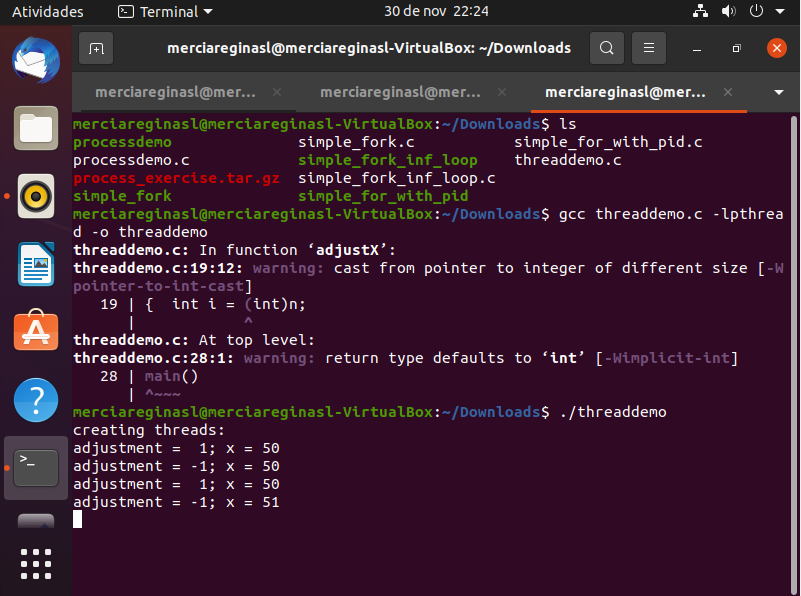 Atividades
Terminal
30 de nov 22:24
merciareginasl@merciareginasl-VirtualBox: ~/Downloads
merciareginasl@mer...
merciareginasl@mer...
merciareginasl@mer...
merciareginasl@merciareginasl-VirtualBox:~/Downloads$ ls
processdemo simple_fork.c simple_for_with_pid.c
processdemo.c simple_fork_inf_loop threaddemo.c
process_exercise.tar.gz simple_fork_inf_loop.c
simple_fork simple_for_with_pid
merciareginasl@merciareginasl-VirtualBox:~/Downloads$ gcc threaddemo.c -lpthrea
d -o threaddemo
threaddemo.c: In function ‘adjustX’:
threaddemo.c:19:12: warning: cast from pointer to integer of different size [-W
pointer-to-int-cast]
19 | { int i = (int)n;
| ^
threaddemo.c: At top level:
threaddemo.c:28:1: warning: return type defaults to ‘int’ [-Wimplicit-int]
28 | main()
| ^~~~
merciareginasl@merciareginasl-VirtualBox:~/Downloads$ ./threaddemo
creating threads:
adjustment =  1; x = 50
adjustment = -1; x = 50
adjustment =  1; x = 50
adjustment = -1; x = 51